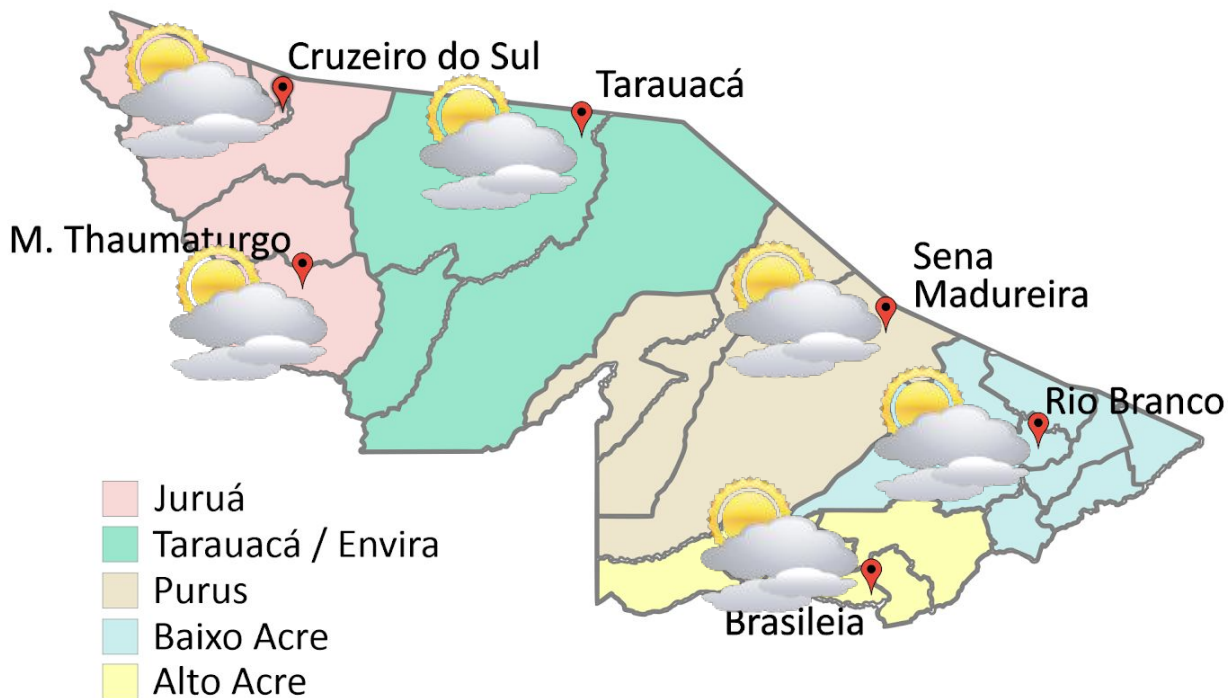 Cruzeiro do Sul
Tarauacá
M. Thaumaturgo
Sena
Madureira
Rio Branco
Brasileia
Juruá
Tarauacá / Envira
Purus
Baixo Acre
Alto Acre